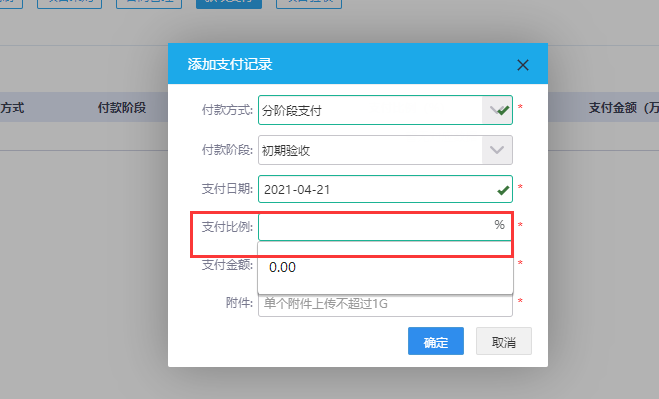 添加支付记录
方式
付款阶段
支付金额（万
付款方式: 分阶段支付 *
付款阶段: 初期验收
支付日期: 2021-04-21 *
支付比例: % *
支付金额: *
0.00
附件: 单个附件上传不超过1G *
确定
取消